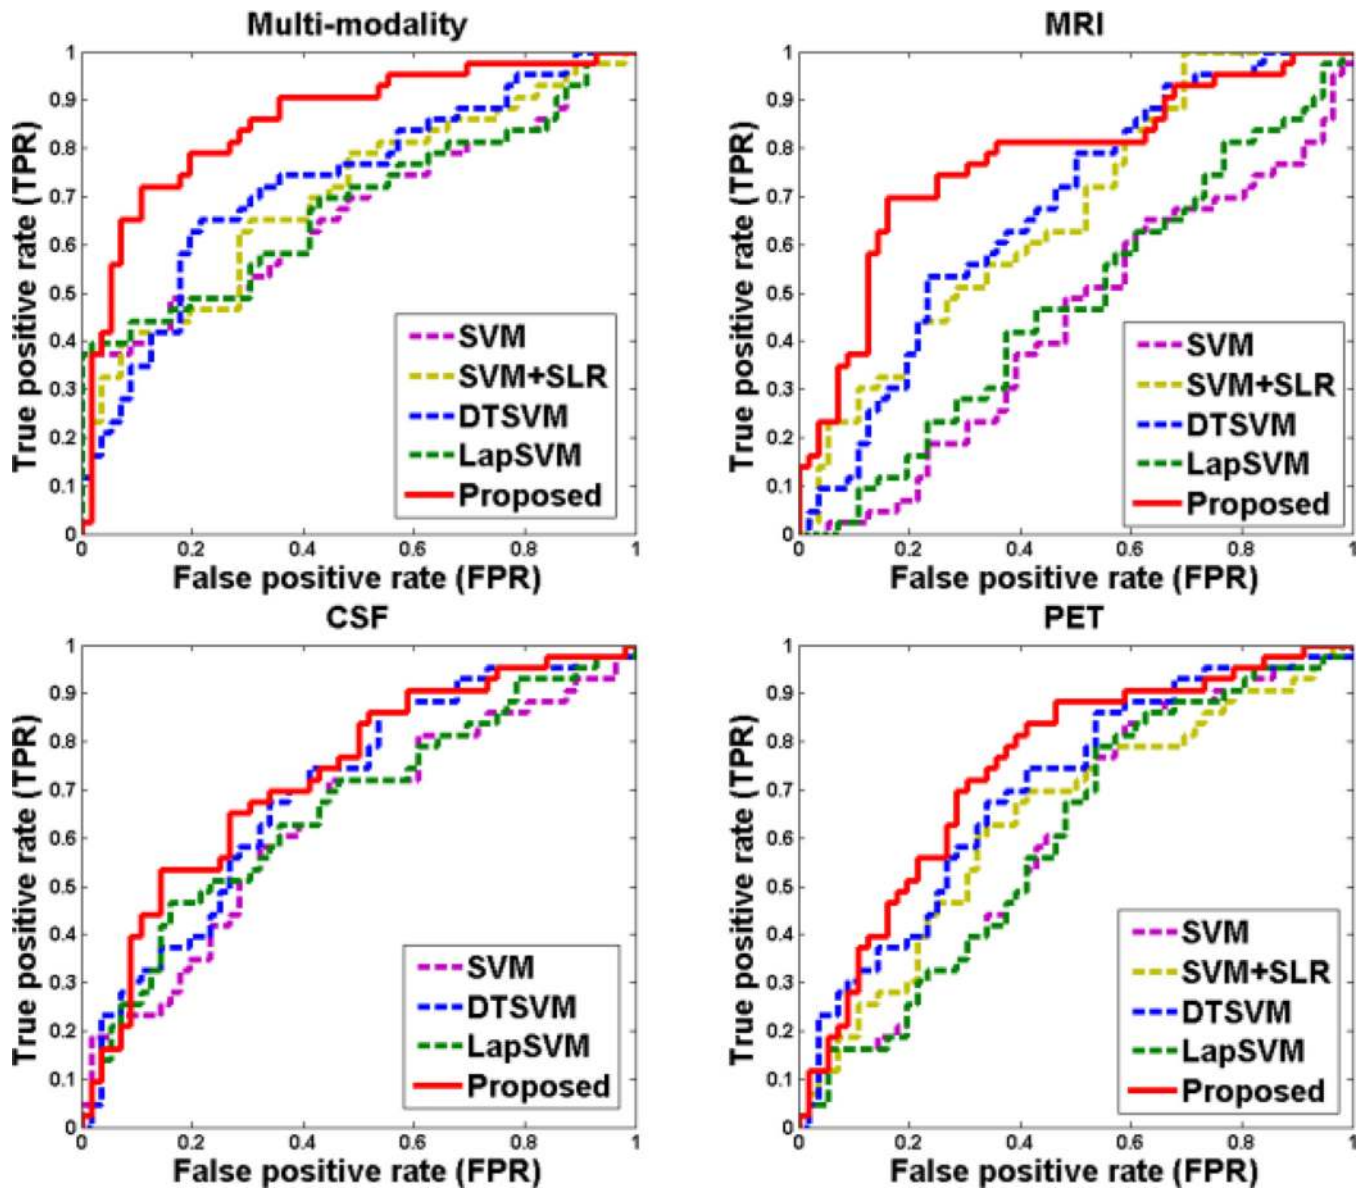 Multi-modality
True positive rate (TPR)
1
0.9
0.8
0.7
0.6
0.5
0.4
0.3
0.2
0.1
0
SVM
SVM+SLR
DTSVM
LapSVM
Proposed
0 0.2 0.4 0.6 0.8 1
False positive rate (FPR)
MRI
True positive rate (TPR)
1
0.9
0.8
0.7
0.6
0.5
0.4
0.3
0.2
0.1
0
SVM
SVM+SLR
DTSVM
LapSVM
Proposed
0 0.2 0.4 0.6 0.8 1
False positive rate (FPR)
CSF
True positive rate (TPR)
1
0.9
0.8
0.7
0.6
0.5
0.4
0.3
0.2
0.1
0
SVM
DTSVM
LapSVM
Proposed
0 0.2 0.4 0.6 0.8 1
False positive rate (FPR)
PET
True positive rate (TPR)
1
0.9
0.8
0.7
0.6
0.5
0.4
0.3
0.2
0.1
0
SVM
SVM+SLR
DTSVM
LapSVM
Proposed
0 0.2 0.4 0.6 0.8 1
False positive rate (FPR)